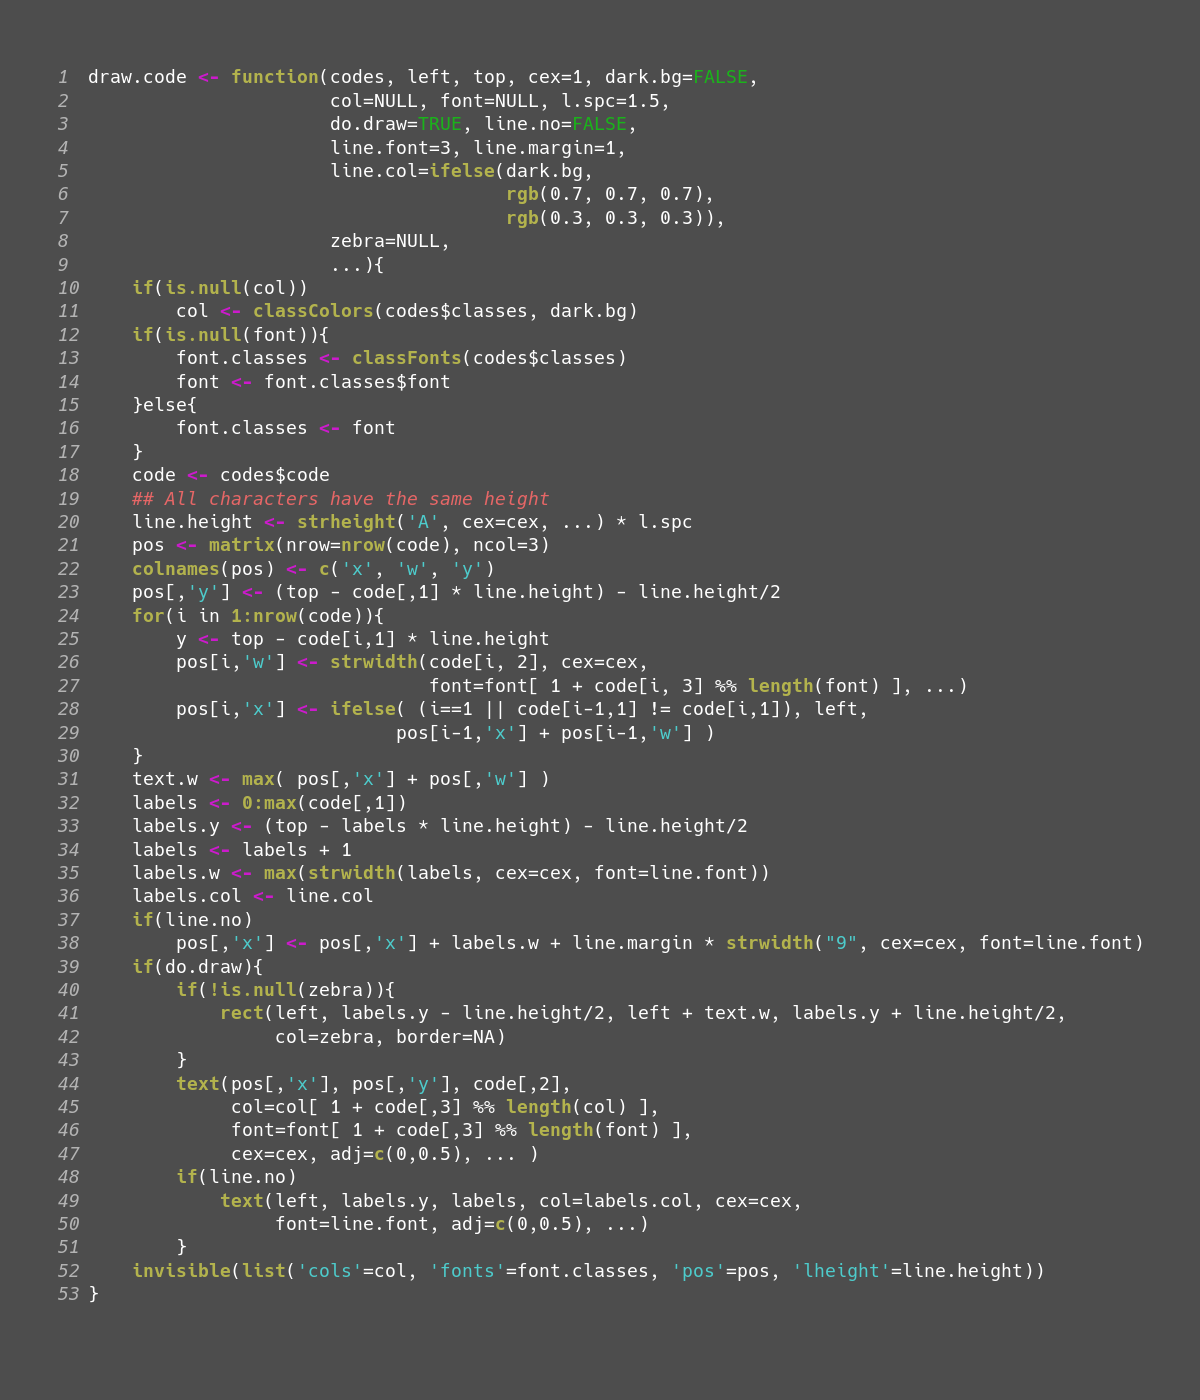 1 draw.code <- function(codes, left, top, cex=1, dark.bg=FALSE,
2                       col=NULL, font=NULL, l.spc=1.5,
3                       do.draw=TRUE, line.no=FALSE,
4                       line.font=3, line.margin=1,
5                       line.col=ifelse(dark.bg,
6                                       rgb(0.7, 0.7, 0.7),
7                                       rgb(0.3, 0.3, 0.3)),
8                       zebra=NULL,
9                       ...){
10     if(is.null(col))
11         col <- classColors(codes$classes, dark.bg)
12     if(is.null(font)){
13         font.classes <- classFonts(codes$classes)
14         font <- font.classes$font
15     }else{
16         font.classes <- font
17     }
18     code <- codes$code
19     ## All characters have the same height
20     line.height <- strheight('A', cex=cex, ...) * l.spc
21     pos <- matrix(nrow=nrow(code), ncol=3)
22     colnames(pos) <- c('x', 'w', 'y')
23     pos[,'y'] <- (top - code[,1] * line.height) - line.height/2
24     for(i in 1:nrow(code)){
25         y <- top - code[i,1] * line.height
26         pos[i,'w'] <- strwidth(code[i, 2], cex=cex,
27                                font=font[ 1 + code[i, 3] %% length(font) ], ...)
28         pos[i,'x'] <- ifelse( (i==1 || code[i-1,1] != code[i,1]), left,
29                             pos[i-1,'x'] + pos[i-1,'w'] )
30     }
31     text.w <- max( pos[,'x'] + pos[,'w'] )
32     labels <- 0:max(code[,1])
33     labels.y <- (top - labels * line.height) - line.height/2
34     labels <- labels + 1
35     labels.w <- max(strwidth(labels, cex=cex, font=line.font))
36     labels.col <- line.col
37     if(line.no)
38         pos[,'x'] <- pos[,'x'] + labels.w + line.margin * strwidth("9", cex=cex, font=line.font)
39     if(do.draw){
40         if(!is.null(zebra)){
41             rect(left, labels.y - line.height/2, left + text.w, labels.y + line.height/2,
42                  col=zebra, border=NA)
43         }
44         text(pos[,'x'], pos[,'y'], code[,2],
45              col=col[ 1 + code[,3] %% length(col) ],
46              font=font[ 1 + code[,3] %% length(font) ],
47              cex=cex, adj=c(0,0.5), ... )
48         if(line.no)
49             text(left, labels.y, labels, col=labels.col, cex=cex,
50                  font=line.font, adj=c(0,0.5), ...)
51         }
52     invisible(list('cols'=col, 'fonts'=font.classes, 'pos'=pos, 'lheight'=line.height))
53 }